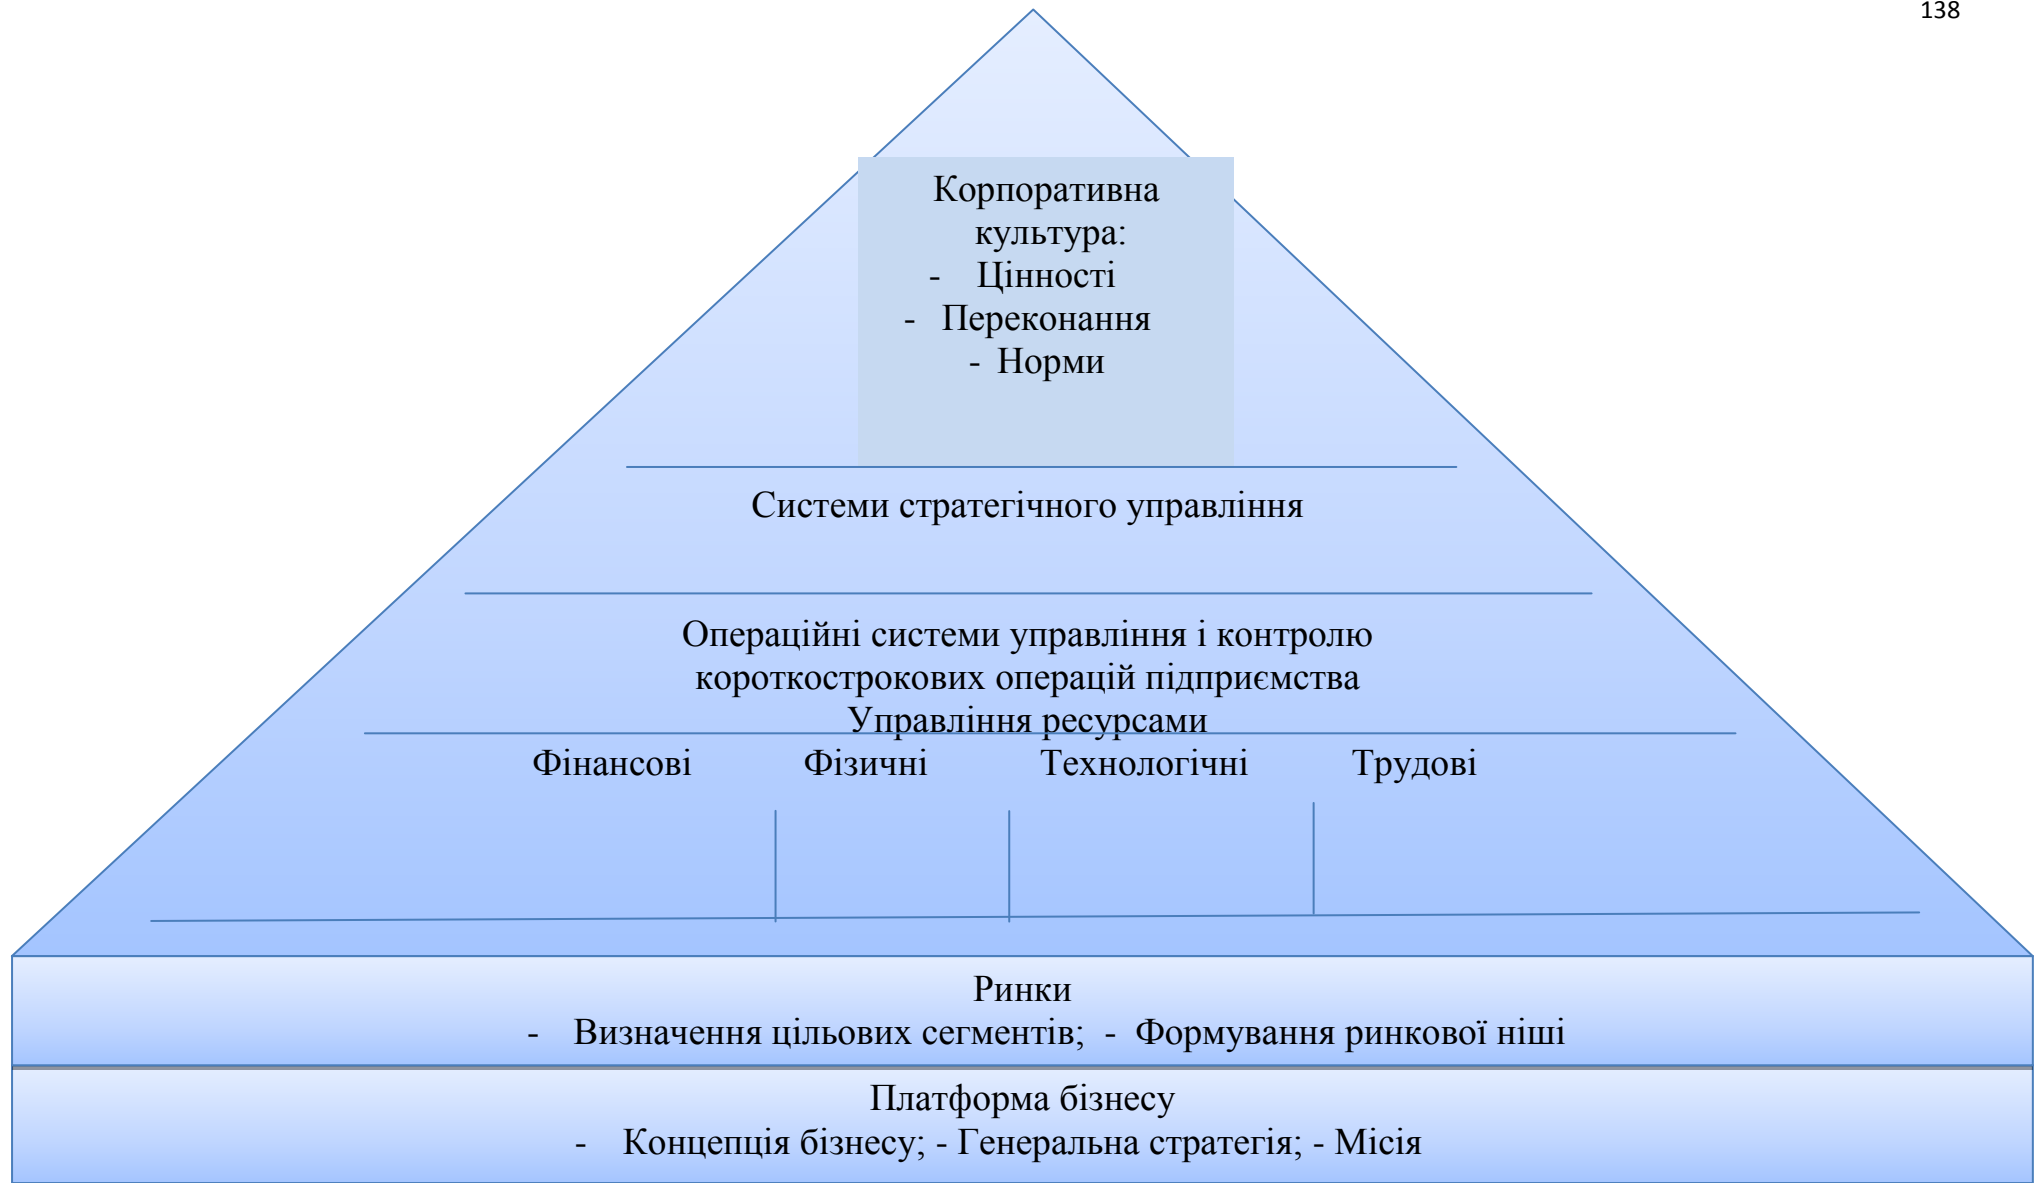 138
Корпоративна
культура:
- Цінності
- Переконання
- Норми
Системи стратегічного управління
Операційні системи управління і контролю
короткострокових операцій підприємства
Управління ресурсами
Фінансові Фізичні Технологічні Трудові
Ринки
- Визначення цільових сегментів; - Формування ринкової ніші
Платформа бізнесу
- Концепція бізнесу; - Генеральна стратегія; - Місія